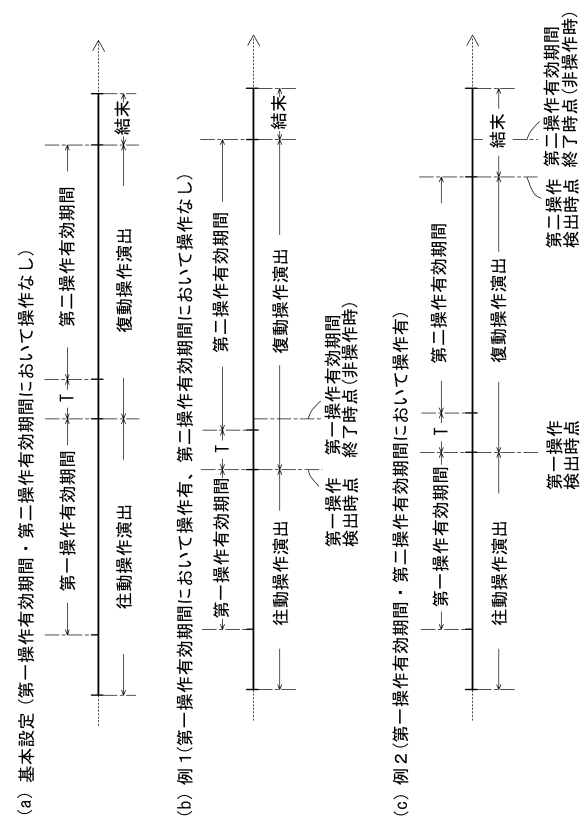 (a) 基本設定(第一操作有効期間・第二操作有効期間において操作なし)
第一操作有効期間
T
第二操作有効期間
往動操作演出
復動操作演出
結末
(b) 例1(第一操作有効期間において操作有、第二操作有効期間において操作なし)
第一操作有効期間
T
第二操作有効期間
往動操作演出
復動操作演出
結末
第一操作
検出時点
第一操作有効期間
終了時点(非操作時)
(c) 例2(第一操作有効期間・第二操作有効期間において操作有)
第一操作有効期間
T
第二操作有効期間
往動操作演出
復動操作演出
結末
第一操作
検出時点
第二操作
検出時点
第二操作有効期間
終了時点(非操作時)